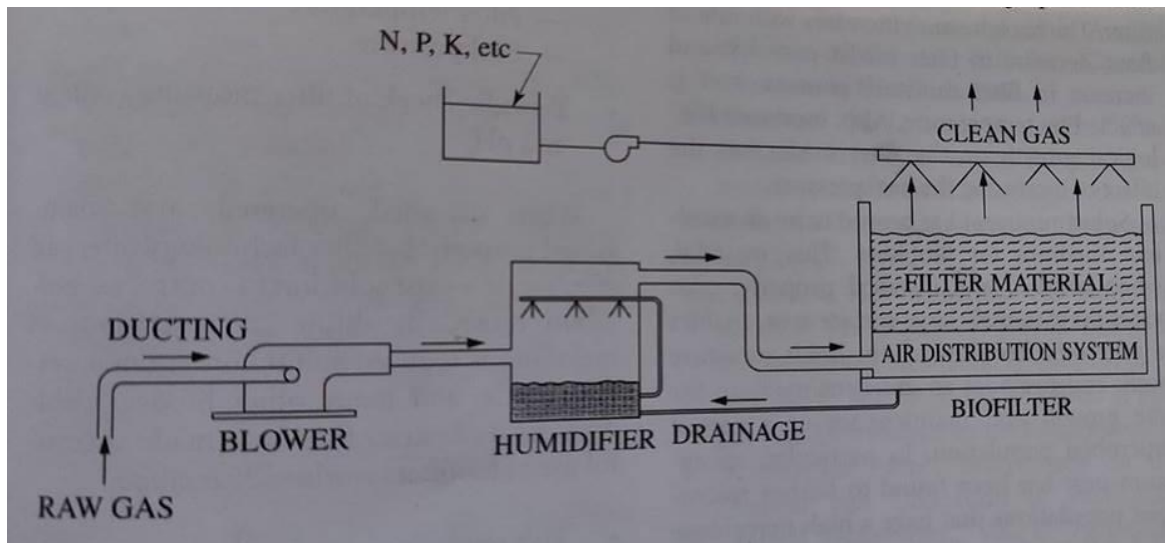 N, P, K, etc
CLEAN GAS
FILTER MATERIAL
DUCTING
AIR DISTRIBUTION SYSTEM
BLOWER
HUMIDIFIER
DRAINAGE
BIOFILTER
RAW GAS